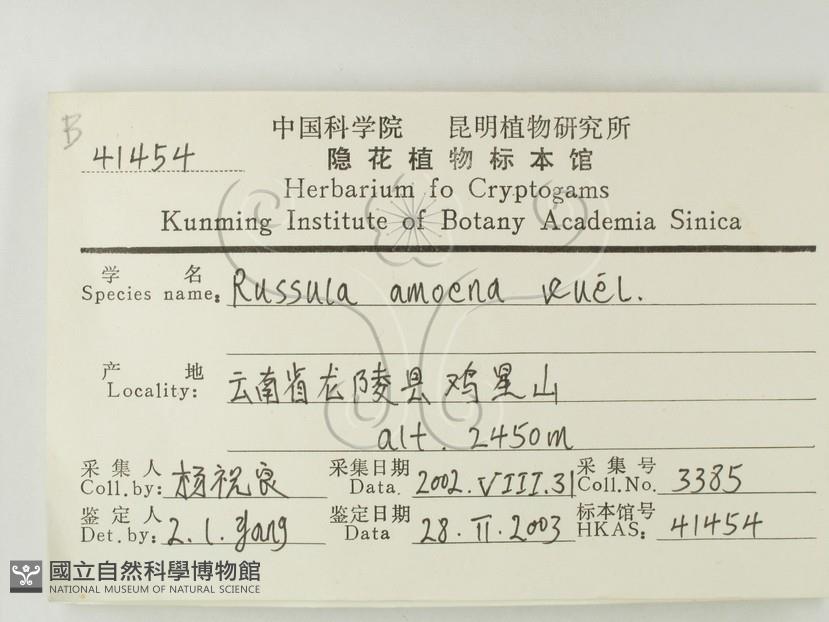 B
41454
中国科学院 昆明植物研究所
隐花植物标本馆
Herbarium fo Cryptogams
Kunming Institute of Botany Academia Sinica
学 名
Species name: Russula amoena Quél.
产 地
Locality: 云南省龙陵县鸡星山
alt. 2450m
采集人 杨祝良 采集日期 2002.VIII.31 采集号 3385
Coll.by: Data. Coll.No.
鉴定人 Z.L.Yang 鉴定日期 28.II.2003 标本馆号 41454
Det.by: Data HKAS:
國立自然科學博物館
NATIONAL MUSEUM OF NATURAL SCIENCE